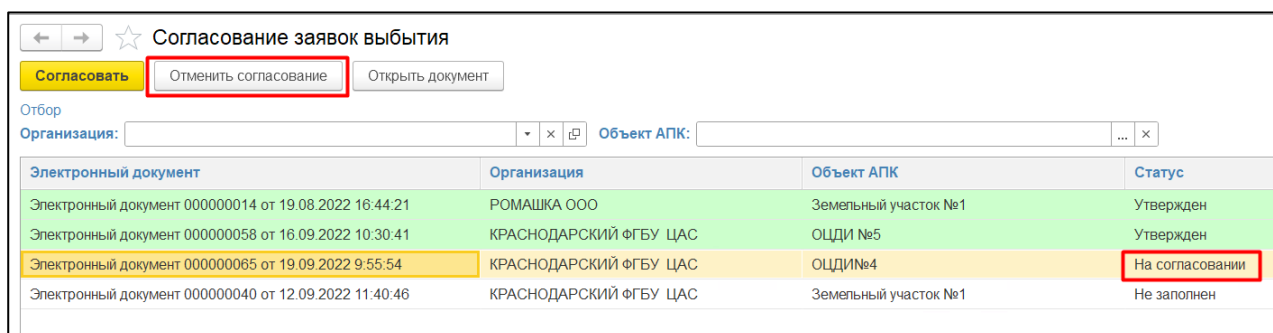 Согласование заявок выбытия
Согласовать Отменить согласование Открыть документ
Отбор
Организация: Объект АПК:
Электронный документ Организация Объект АПК Статус
Электронный документ 000000014 от 19.08.2022 16:44:21 РОМАШКА ООО Земельный участок №1 Утвержден
Электронный документ 000000058 от 16.09.2022 10:30:41 КРАСНОДАРСКИЙ ФГБУ ЦАС ОЦДИ №5 Утвержден
Электронный документ 000000065 от 19.09.2022 9:55:54 КРАСНОДАРСКИЙ ФГБУ ЦАС ОЦДИ№4 На согласовании
Электронный документ 000000040 от 12.09.2022 11:40:46 КРАСНОДАРСКИЙ ФГБУ ЦАС Земельный участок №1 Не заполнен